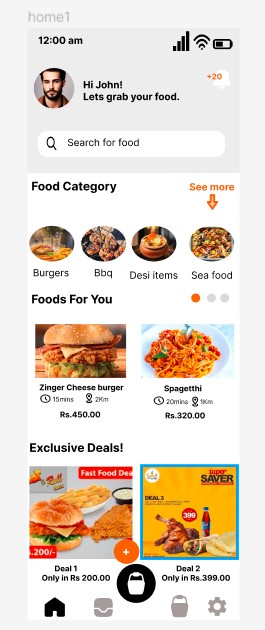 home1
12:00 am
Hi John!
Lets grab your food.
+20
Search for food
Food Category
See more
Burgers
Bbq
Desi items
Sea food
Foods For You
Zinger Cheese burger
15mins 2Km
Rs.450.00
Spagetthi
20mins 1Km
Rs.320.00
Exclusive Deals!
Fast Food Dea
.200/-
+
super
SAVER
DEAL 3
399
Deal 1
Only in Rs 200.00
Deal 2
Only in Rs.399.00